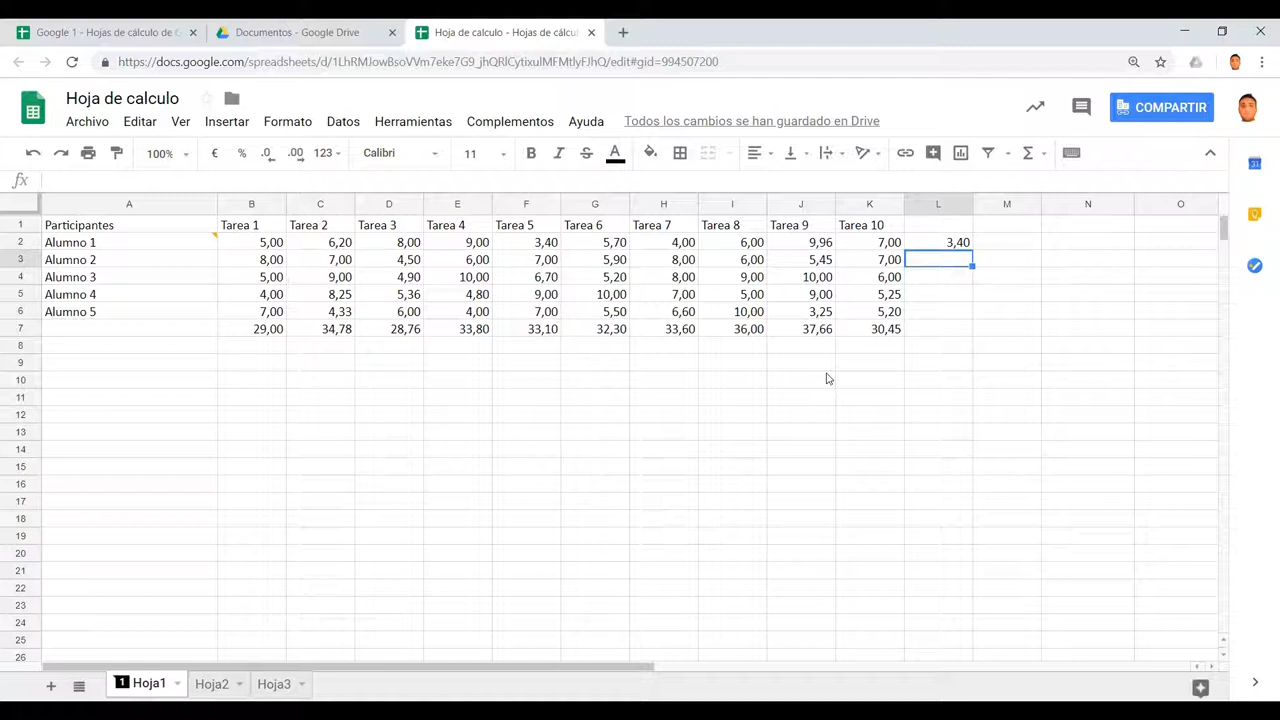 Google 1 - Hojas de cálculo de G
Documentos - Google Drive
Hoja de calculo - Hojas de cálcu
https://docs.google.com/spreadsheets/d/1LhRMJowBsoVVm7eke7G9_jhQRlCytixdtMFMtlyFJhQ/edit#gid=994507200
Hoja de calculo
Archivo Editar Ver Insertar Formato Datos Herramientas Complementos Ayuda Todos los cambios se han guardado en Drive
COMPARTIR
100% € % .0 .00 123 Calibri 11 B I S A Σ
fx
A B C D E F G H I J K L M N O
1 Participantes Tarea 1 Tarea 2 Tarea 3 Tarea 4 Tarea 5 Tarea 6 Tarea 7 Tarea 8 Tarea 9 Tarea 10
2 Alumno 1 5,00 6,20 8,00 9,00 3,40 5,70 4,00 6,00 9,96 7,00 3,40
3 Alumno 2 8,00 7,00 4,50 6,00 7,00 5,90 8,00 6,00 5,45 7,00
4 Alumno 3 5,00 9,00 4,90 10,00 6,70 5,20 8,00 9,00 10,00 6,00
5 Alumno 4 4,00 8,25 5,36 4,80 9,00 10,00 7,00 5,00 9,00 5,25
6 Alumno 5 7,00 4,33 6,00 4,00 7,00 5,50 6,60 10,00 3,25 5,20
7 29,00 34,78 28,76 33,80 33,10 32,30 33,60 36,00 37,66 30,45
8
9
10
11
12
13
14
15
16
17
18
19
20
21
22
23
24
25
26
1 Hoja1 Hoja2 Hoja3